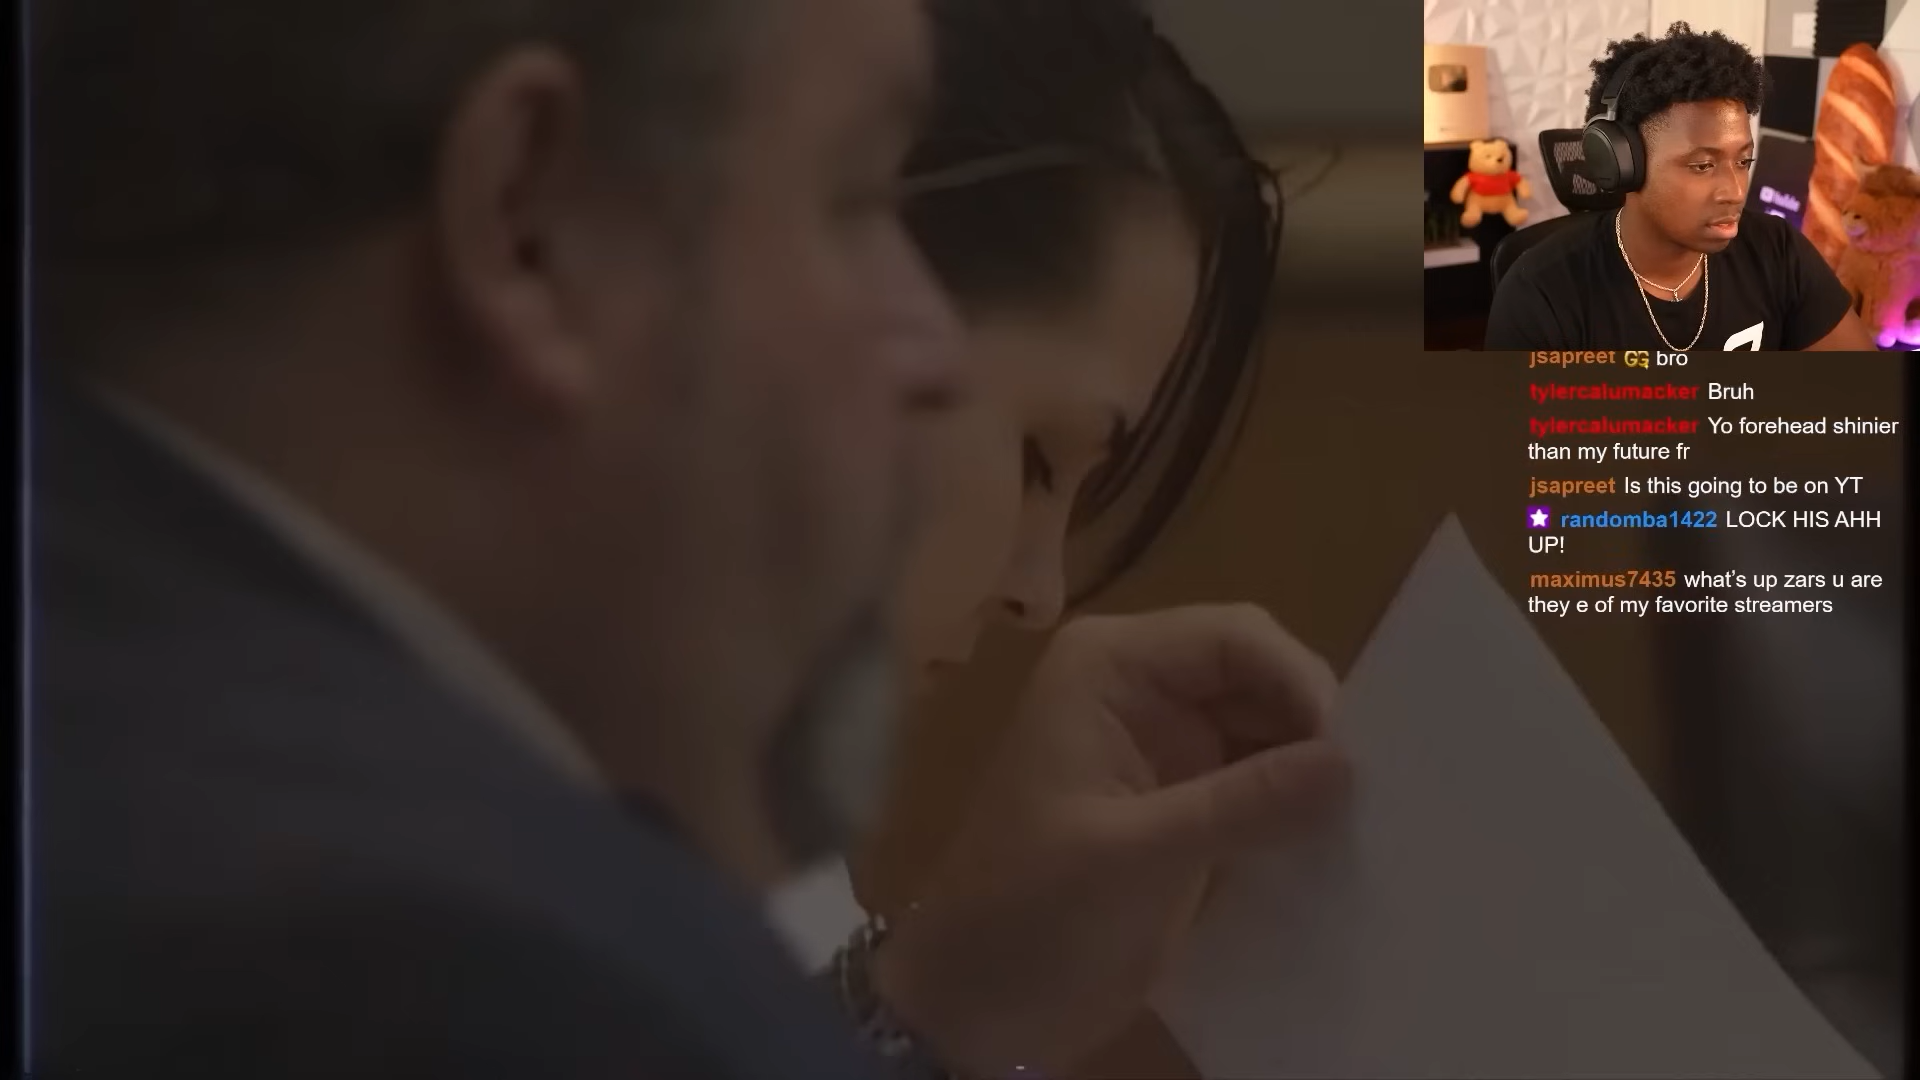 jsapreet GG bro
tylercalumacker Bruh
tylercalumacker Yo forehead shinier
than my future fr
jsapreet Is this going to be on YT
randomba1422 LOCK HIS AHH
UP!
maximus7435 what's up zars u are
they e of my favorite streamers